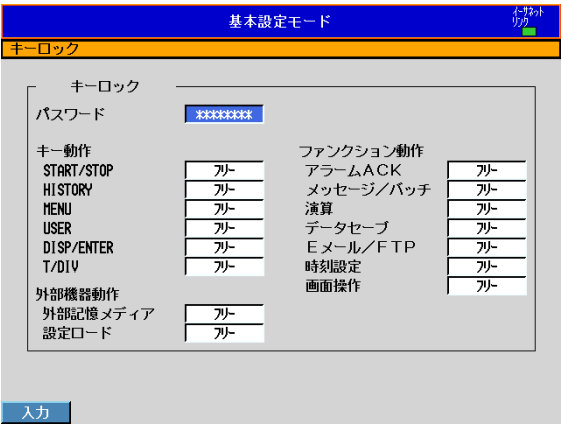 基本設定モード
イーサネット
リンク
キーロック
キーロック
パスワード ********
キー動作
START/STOP フリー
HISTORY フリー
MENU フリー
USER フリー
DISP/ENTER フリー
T/DIV フリー
外部機器動作
外部記憶メディア フリー
設定ロード フリー
ファンクション動作
アラームACK フリー
メッセージ/バッチ フリー
演算 フリー
データセーブ フリー
Eメール/FTP フリー
時刻設定 フリー
画面操作 フリー
入力